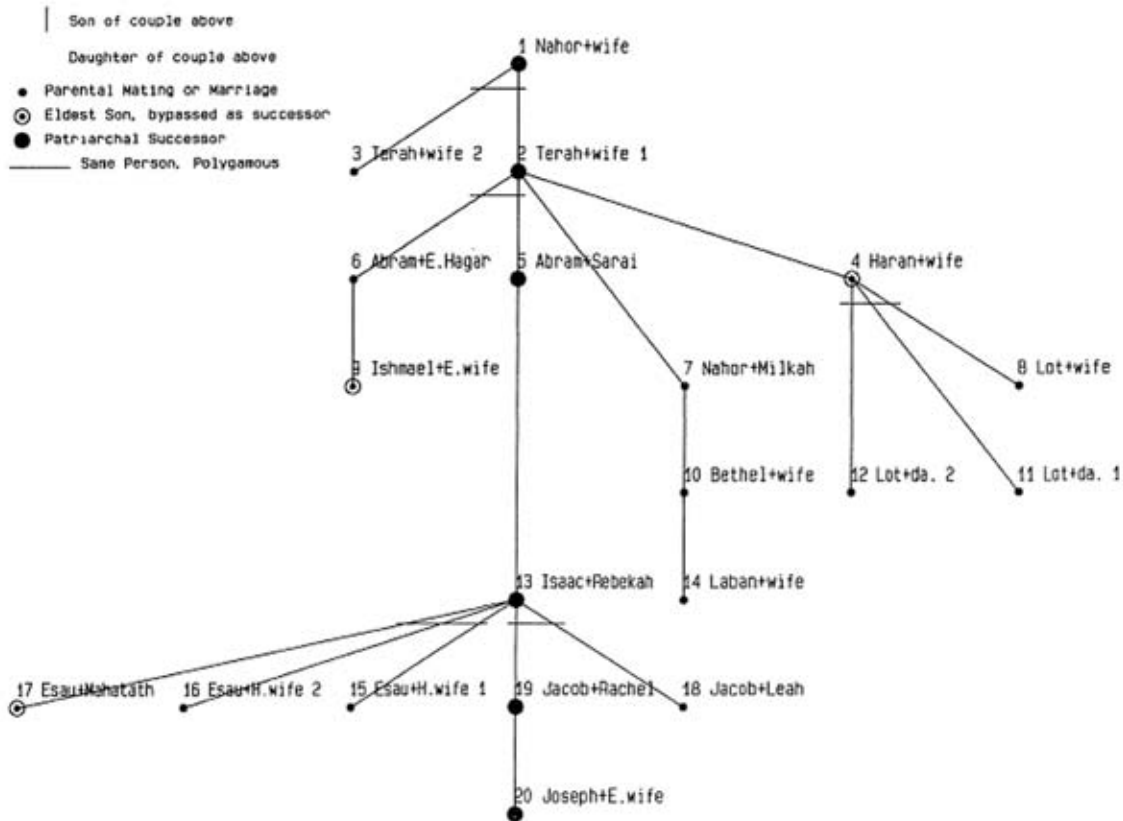 Son of couple above
Daughter of couple above
Parental Mating or Marriage
Eldest Son, bypassed as successor
Patriarchal Successor
Same Person, Polygamous
1 Nahor+wife
3 Terah+wife 2
2 Terah+wife 1
6 Abram+E.Hagar
5 Abram+Sarai
4 Haran+wife
9 Ishmael+E.wife
7 Nahor+Milkah
8 Lot+wife
10 Bethel+wife
12 Lot+da. 2
11 Lot+da. 1
13 Isaac+Rebekah
14 Laban+wife
17 Esau+Mahatath
16 Esau+H.wife 2
15 Esau+H.wife 1
19 Jacob+Rachel
18 Jacob+Leah
20 Joseph+E.wife